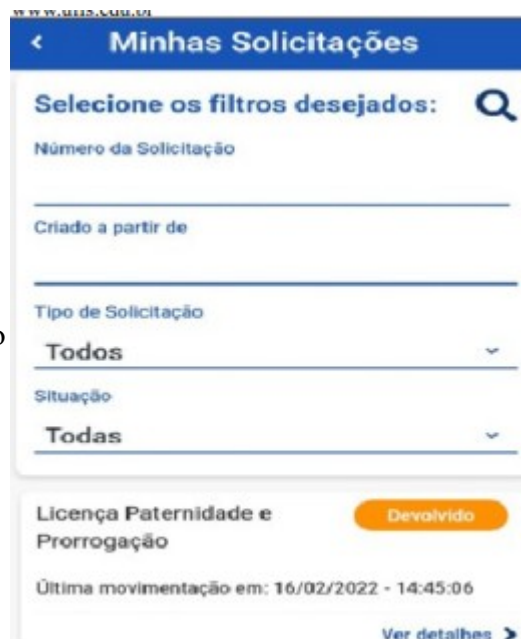 Minhas Solicitações
Selecione os filtros desejados:
Número da Solicitação
Criado a partir de
Tipo de Solicitação
Todos
Situação
Todas
Licença Paternidade e
Devolvido
Prorrogação
Última movimentação em: 16/02/2022 - 14:45:06
Ver detalhes